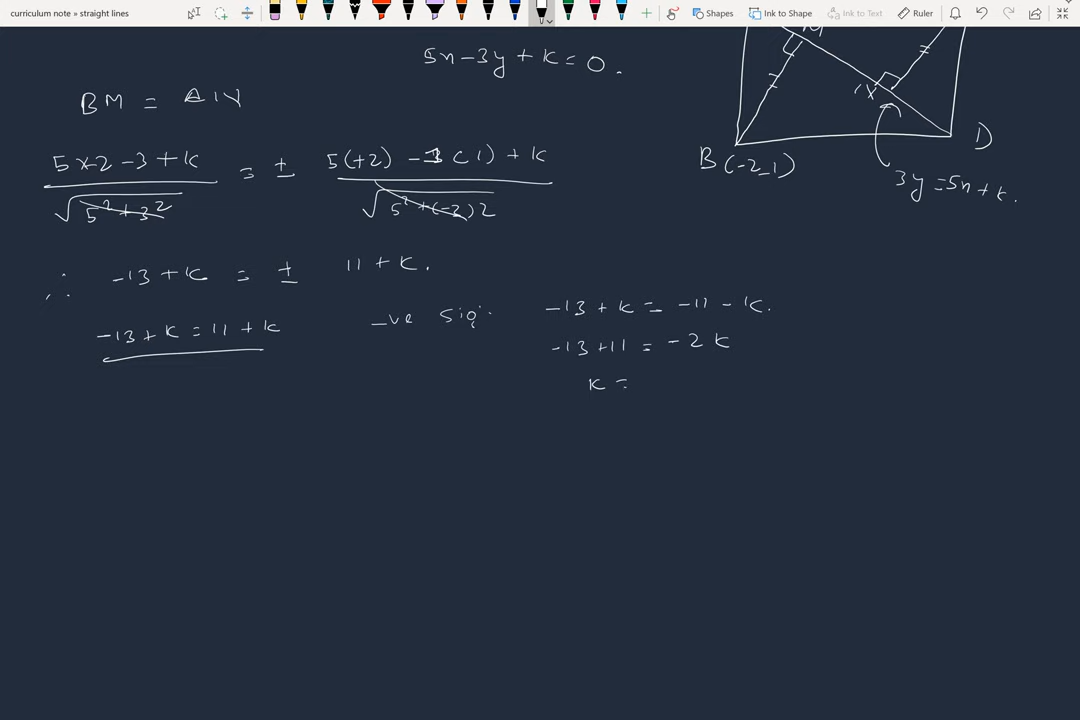 curriculum note » straight lines
Shapes Ink to Shape Ink to Text Ruler
5x-3y+k=0.
BM =
5×2-3+k = ± 5(+2) -3(1)+k
√5²+3² √5²+(-3)2
∴ -13+k = ± 11+k.
-13+k=11+k -ve sig. -13+k=-11-k.
-13+11=-2k
k =
M
B(-2,1)
D
3y=5x+k.